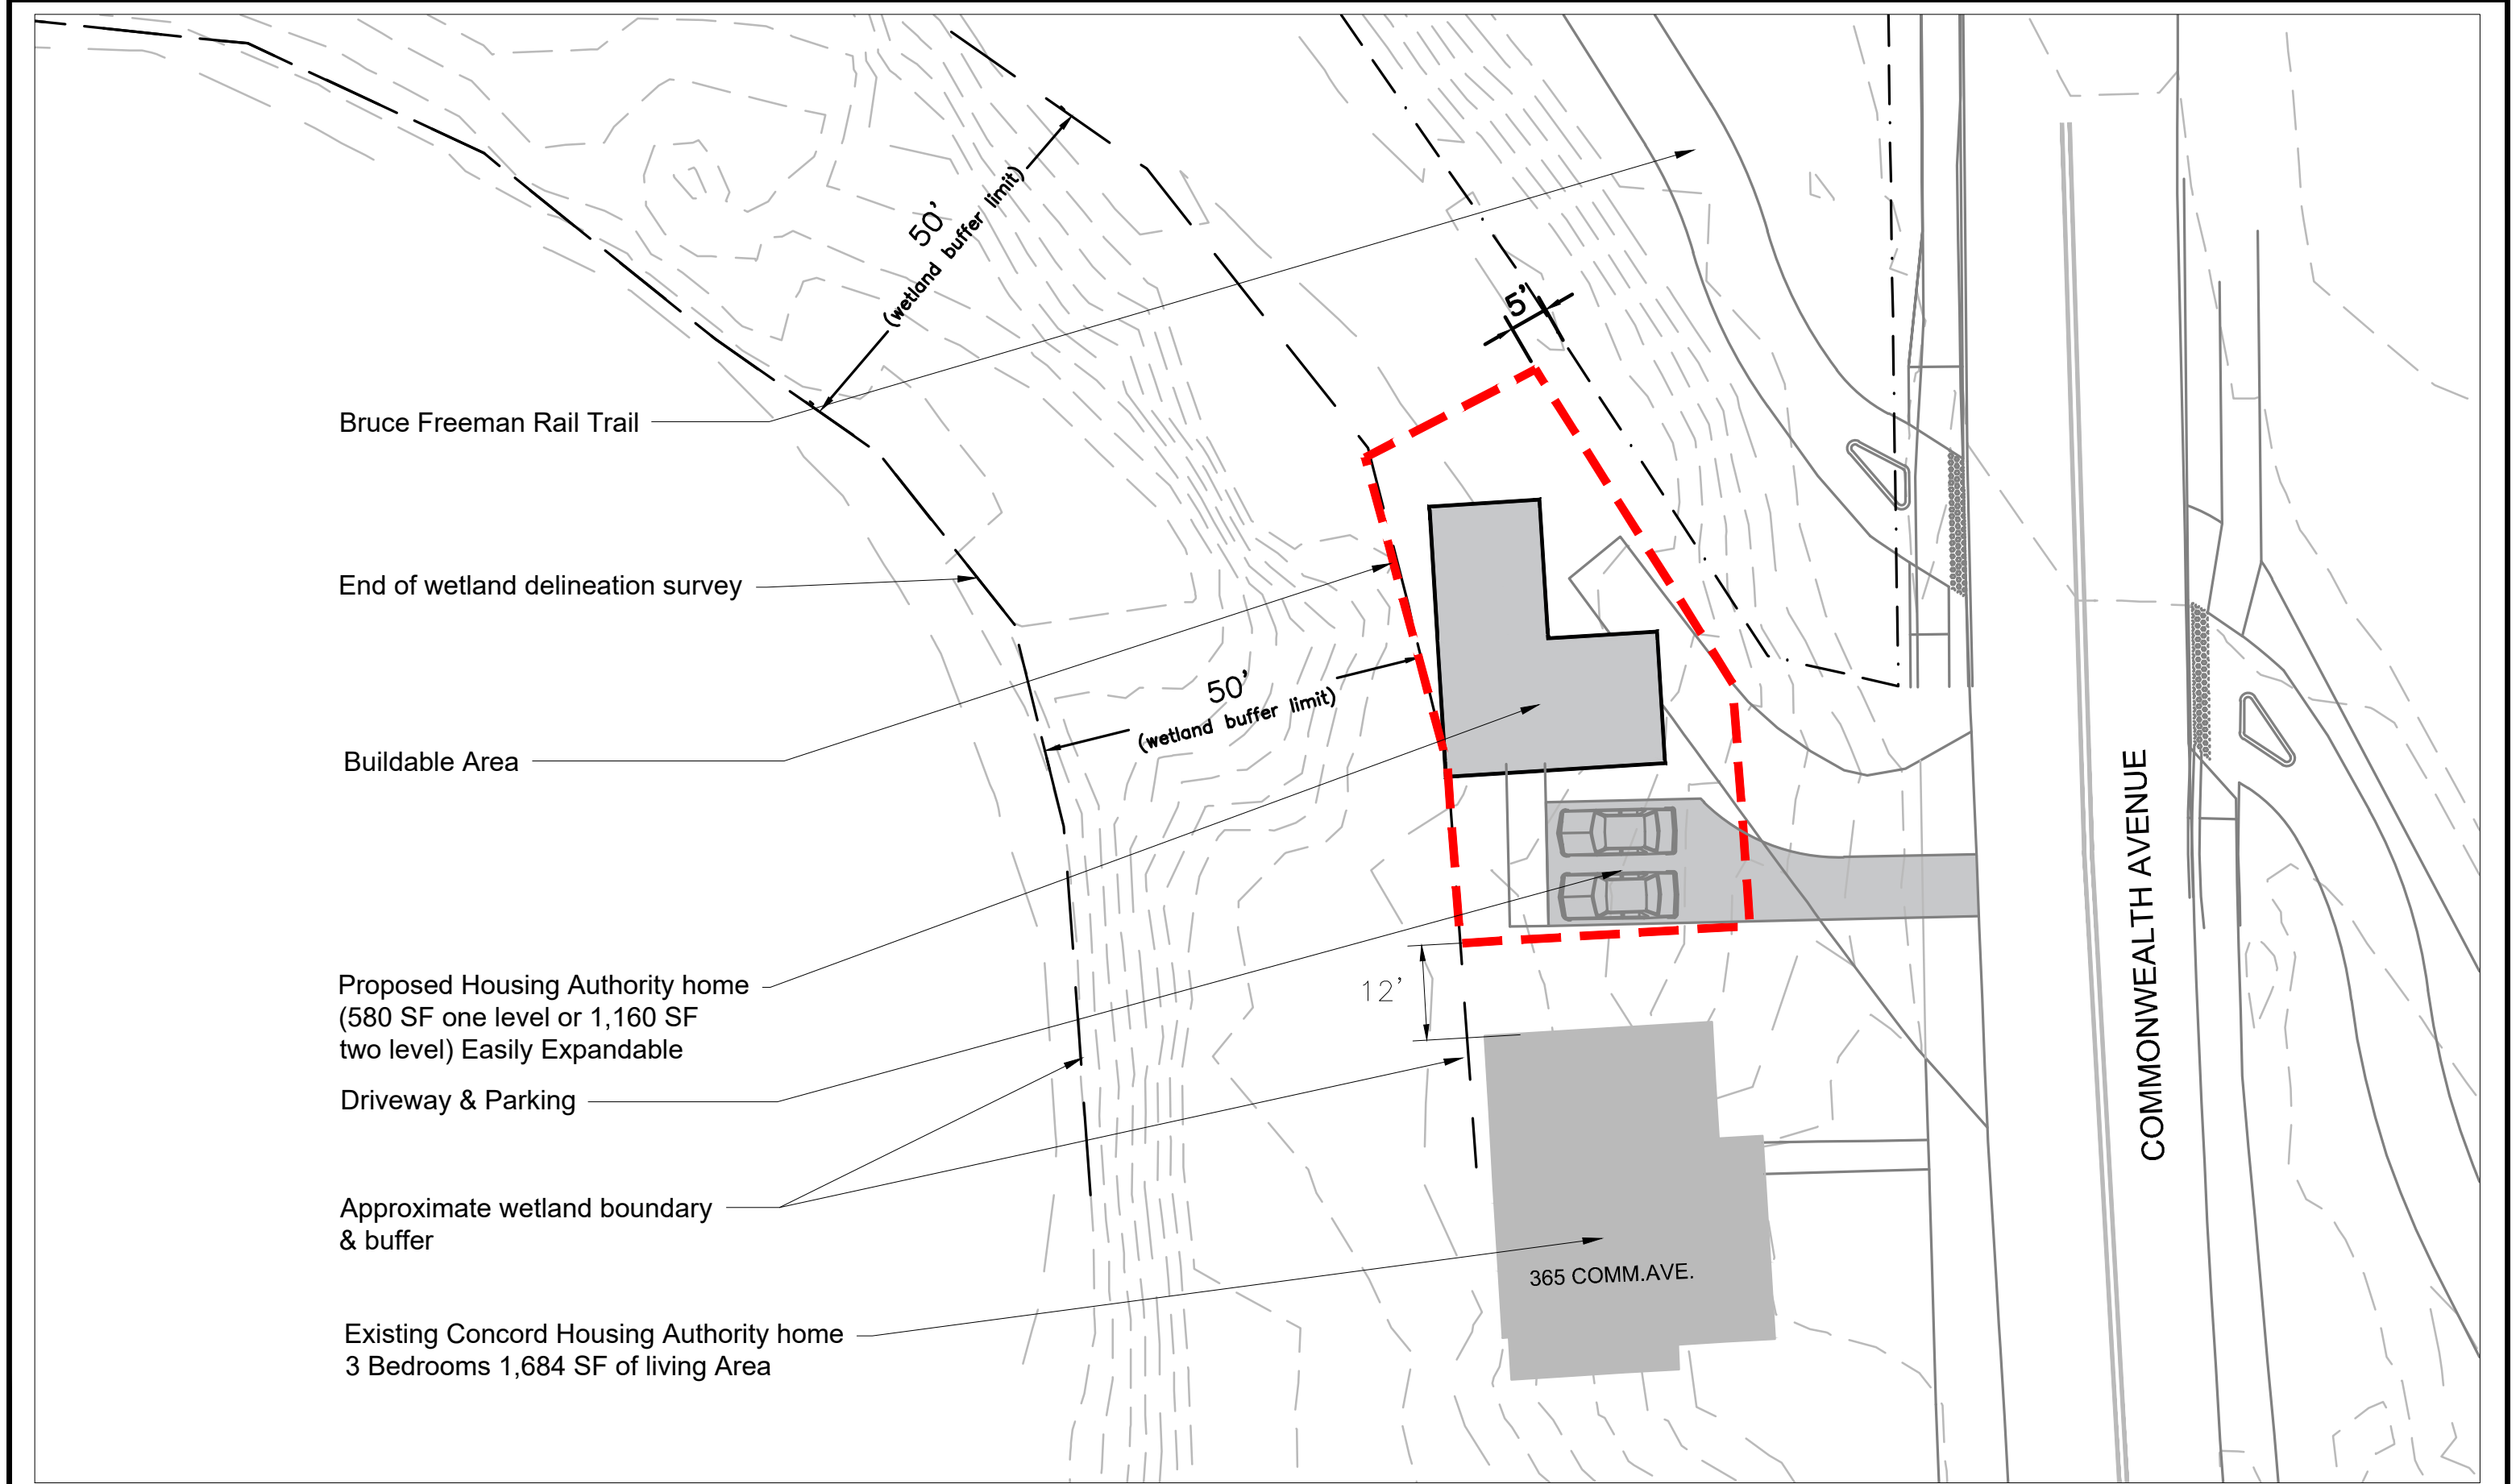 50'
(wetland buffer limit)
5'
Bruce Freeman Rail Trail
End of wetland delineation survey
50'
(wetland buffer limit)
Buildable Area
COMMONWEALTH AVENUE
Proposed Housing Authority home
(580 SF one level or 1,160 SF
two level) Easily Expandable
12'
Driveway & Parking
Approximate wetland boundary
& buffer
365 COMM.AVE.
Existing Concord Housing Authority home
3 Bedrooms 1,684 SF of living Area